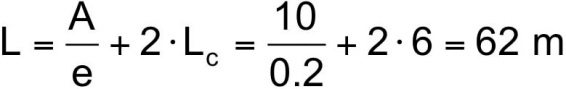 L = A/e + 2·L_c = 10/0.2 + 2·6 = 62 m